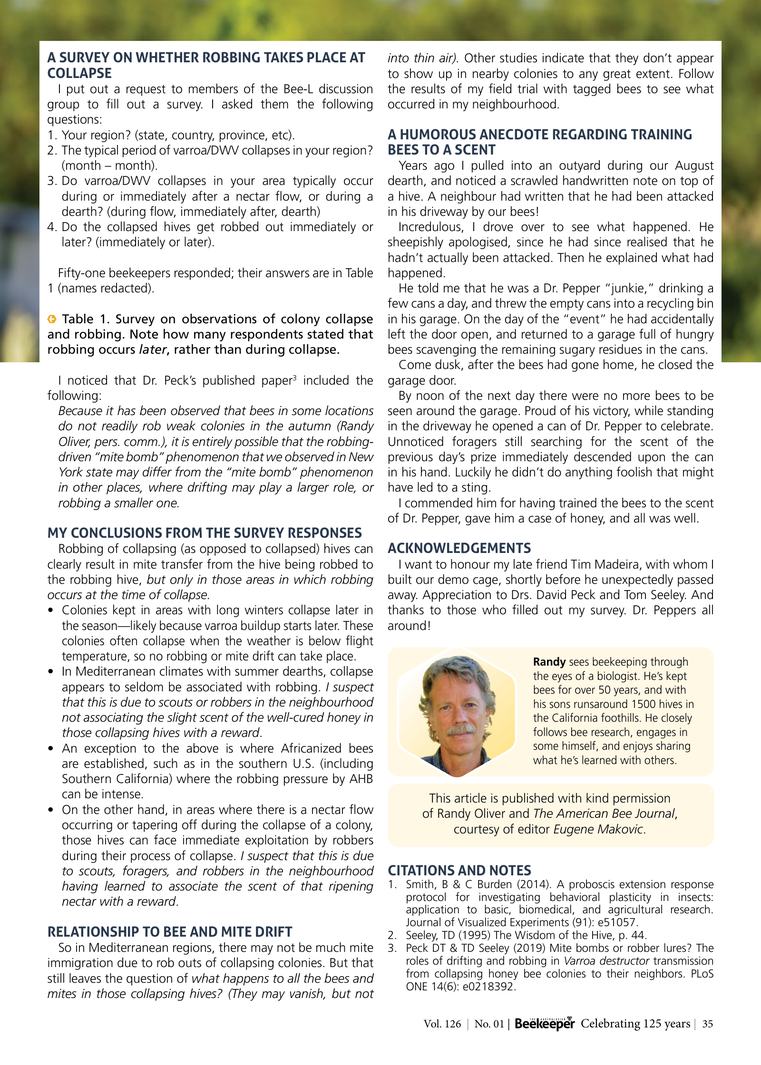 A SURVEY ON WHETHER ROBBING TAKES PLACE AT
COLLAPSE
I put out a request to members of the Bee-L discussion
group to fill out a survey. I asked them the following
questions:
1. Your region? (state, country, province, etc).
2. The typical period of varroa/DWV collapses in your region?
(month – month).
3. Do varroa/DWV collapses in your area typically occur
during or immediately after a nectar flow, or during a
dearth? (during flow, immediately after, dearth)
4. Do the collapsed hives get robbed out immediately or
later? (immediately or later).
Fifty-one beekeepers responded; their answers are in Table
1 (names redacted).
Table 1. Survey on observations of colony collapse
and robbing. Note how many respondents stated that
robbing occurs later, rather than during collapse.
I noticed that Dr. Peck's published paper3 included the
following:
Because it has been observed that bees in some locations
do not readily rob weak colonies in the autumn (Randy
Oliver, pers. comm.), it is entirely possible that the robbing-
driven "mite bomb" phenomenon that we observed in New
York state may differ from the "mite bomb" phenomenon
in other places, where drifting may play a larger role, or
robbing a smaller one.
MY CONCLUSIONS FROM THE SURVEY RESPONSES
Robbing of collapsing (as opposed to collapsed) hives can
clearly result in mite transfer from the hive being robbed to
the robbing hive, but only in those areas in which robbing
occurs at the time of collapse.
• Colonies kept in areas with long winters collapse later in
the season—likely because varroa buildup starts later. These
colonies often collapse when the weather is below flight
temperature, so no robbing or mite drift can take place.
• In Mediterranean climates with summer dearths, collapse
appears to seldom be associated with robbing. I suspect
that this is due to scouts or robbers in the neighbourhood
not associating the slight scent of the well-cured honey in
those collapsing hives with a reward.
• An exception to the above is where Africanized bees
are established, such as in the southern U.S. (including
Southern California) where the robbing pressure by AHB
can be intense.
• On the other hand, in areas where there is a nectar flow
occurring or tapering off during the collapse of a colony,
those hives can face immediate exploitation by robbers
during their process of collapse. I suspect that this is due
to scouts, foragers, and robbers in the neighbourhood
having learned to associate the scent of that ripening
nectar with a reward.
RELATIONSHIP TO BEE AND MITE DRIFT
So in Mediterranean regions, there may not be much mite
immigration due to rob outs of collapsing colonies. But that
still leaves the question of what happens to all the bees and
mites in those collapsing hives? (They may vanish, but not
into thin air). Other studies indicate that they don't appear
to show up in nearby colonies to any great extent. Follow
the results of my field trial with tagged bees to see what
occurred in my neighbourhood.
A HUMOROUS ANECDOTE REGARDING TRAINING
BEES TO A SCENT
Years ago I pulled into an outyard during our August
dearth, and noticed a scrawled handwritten note on top of
a hive. A neighbour had written that he had been attacked
in his driveway by our bees!
Incredulous, I drove over to see what happened. He
sheepishly apologised, since he had since realised that he
hadn't actually been attacked. Then he explained what had
happened.
He told me that he was a Dr. Pepper "junkie," drinking a
few cans a day, and threw the empty cans into a recycling bin
in his garage. On the day of the "event" he had accidentally
left the door open, and returned to a garage full of hungry
bees scavenging the remaining sugary residues in the cans.
Come dusk, after the bees had gone home, he closed the
garage door.
By noon of the next day there were no more bees to be
seen around the garage. Proud of his victory, while standing
in the driveway he opened a can of Dr. Pepper to celebrate.
Unnoticed foragers still searching for the scent of the
previous day's prize immediately descended upon the can
in his hand. Luckily he didn't do anything foolish that might
have led to a sting.
I commended him for having trained the bees to the scent
of Dr. Pepper, gave him a case of honey, and all was well.
ACKNOWLEDGEMENTS
I want to honour my late friend Tim Madeira, with whom I
built our demo cage, shortly before he unexpectedly passed
away. Appreciation to Drs. David Peck and Tom Seeley. And
thanks to those who filled out my survey. Dr. Peppers all
around!
Randy sees beekeeping through
the eyes of a biologist. He's kept
bees for over 50 years, and with
his sons runsaround 1500 hives in
the California foothills. He closely
follows bee research, engages in
some himself, and enjoys sharing
what he's learned with others.
This article is published with kind permission
of Randy Oliver and The American Bee Journal,
courtesy of editor Eugene Makovic.
CITATIONS AND NOTES
1. Smith, B & C Burden (2014). A proboscis extension response
protocol for investigating behavioral plasticity in insects:
application to basic, biomedical, and agricultural research.
Journal of Visualized Experiments (91): e51057.
2. Seeley, TD (1995) The Wisdom of the Hive, p. 44.
3. Peck DT & TD Seeley (2019) Mite bombs or robber lures? The
roles of drifting and robbing in Varroa destructor transmission
from collapsing honey bee colonies to their neighbors. PLoS
ONE 14(6): e0218392.
Vol. 126 | No. 01 | Beekeeper Celebrating 125 years | 35